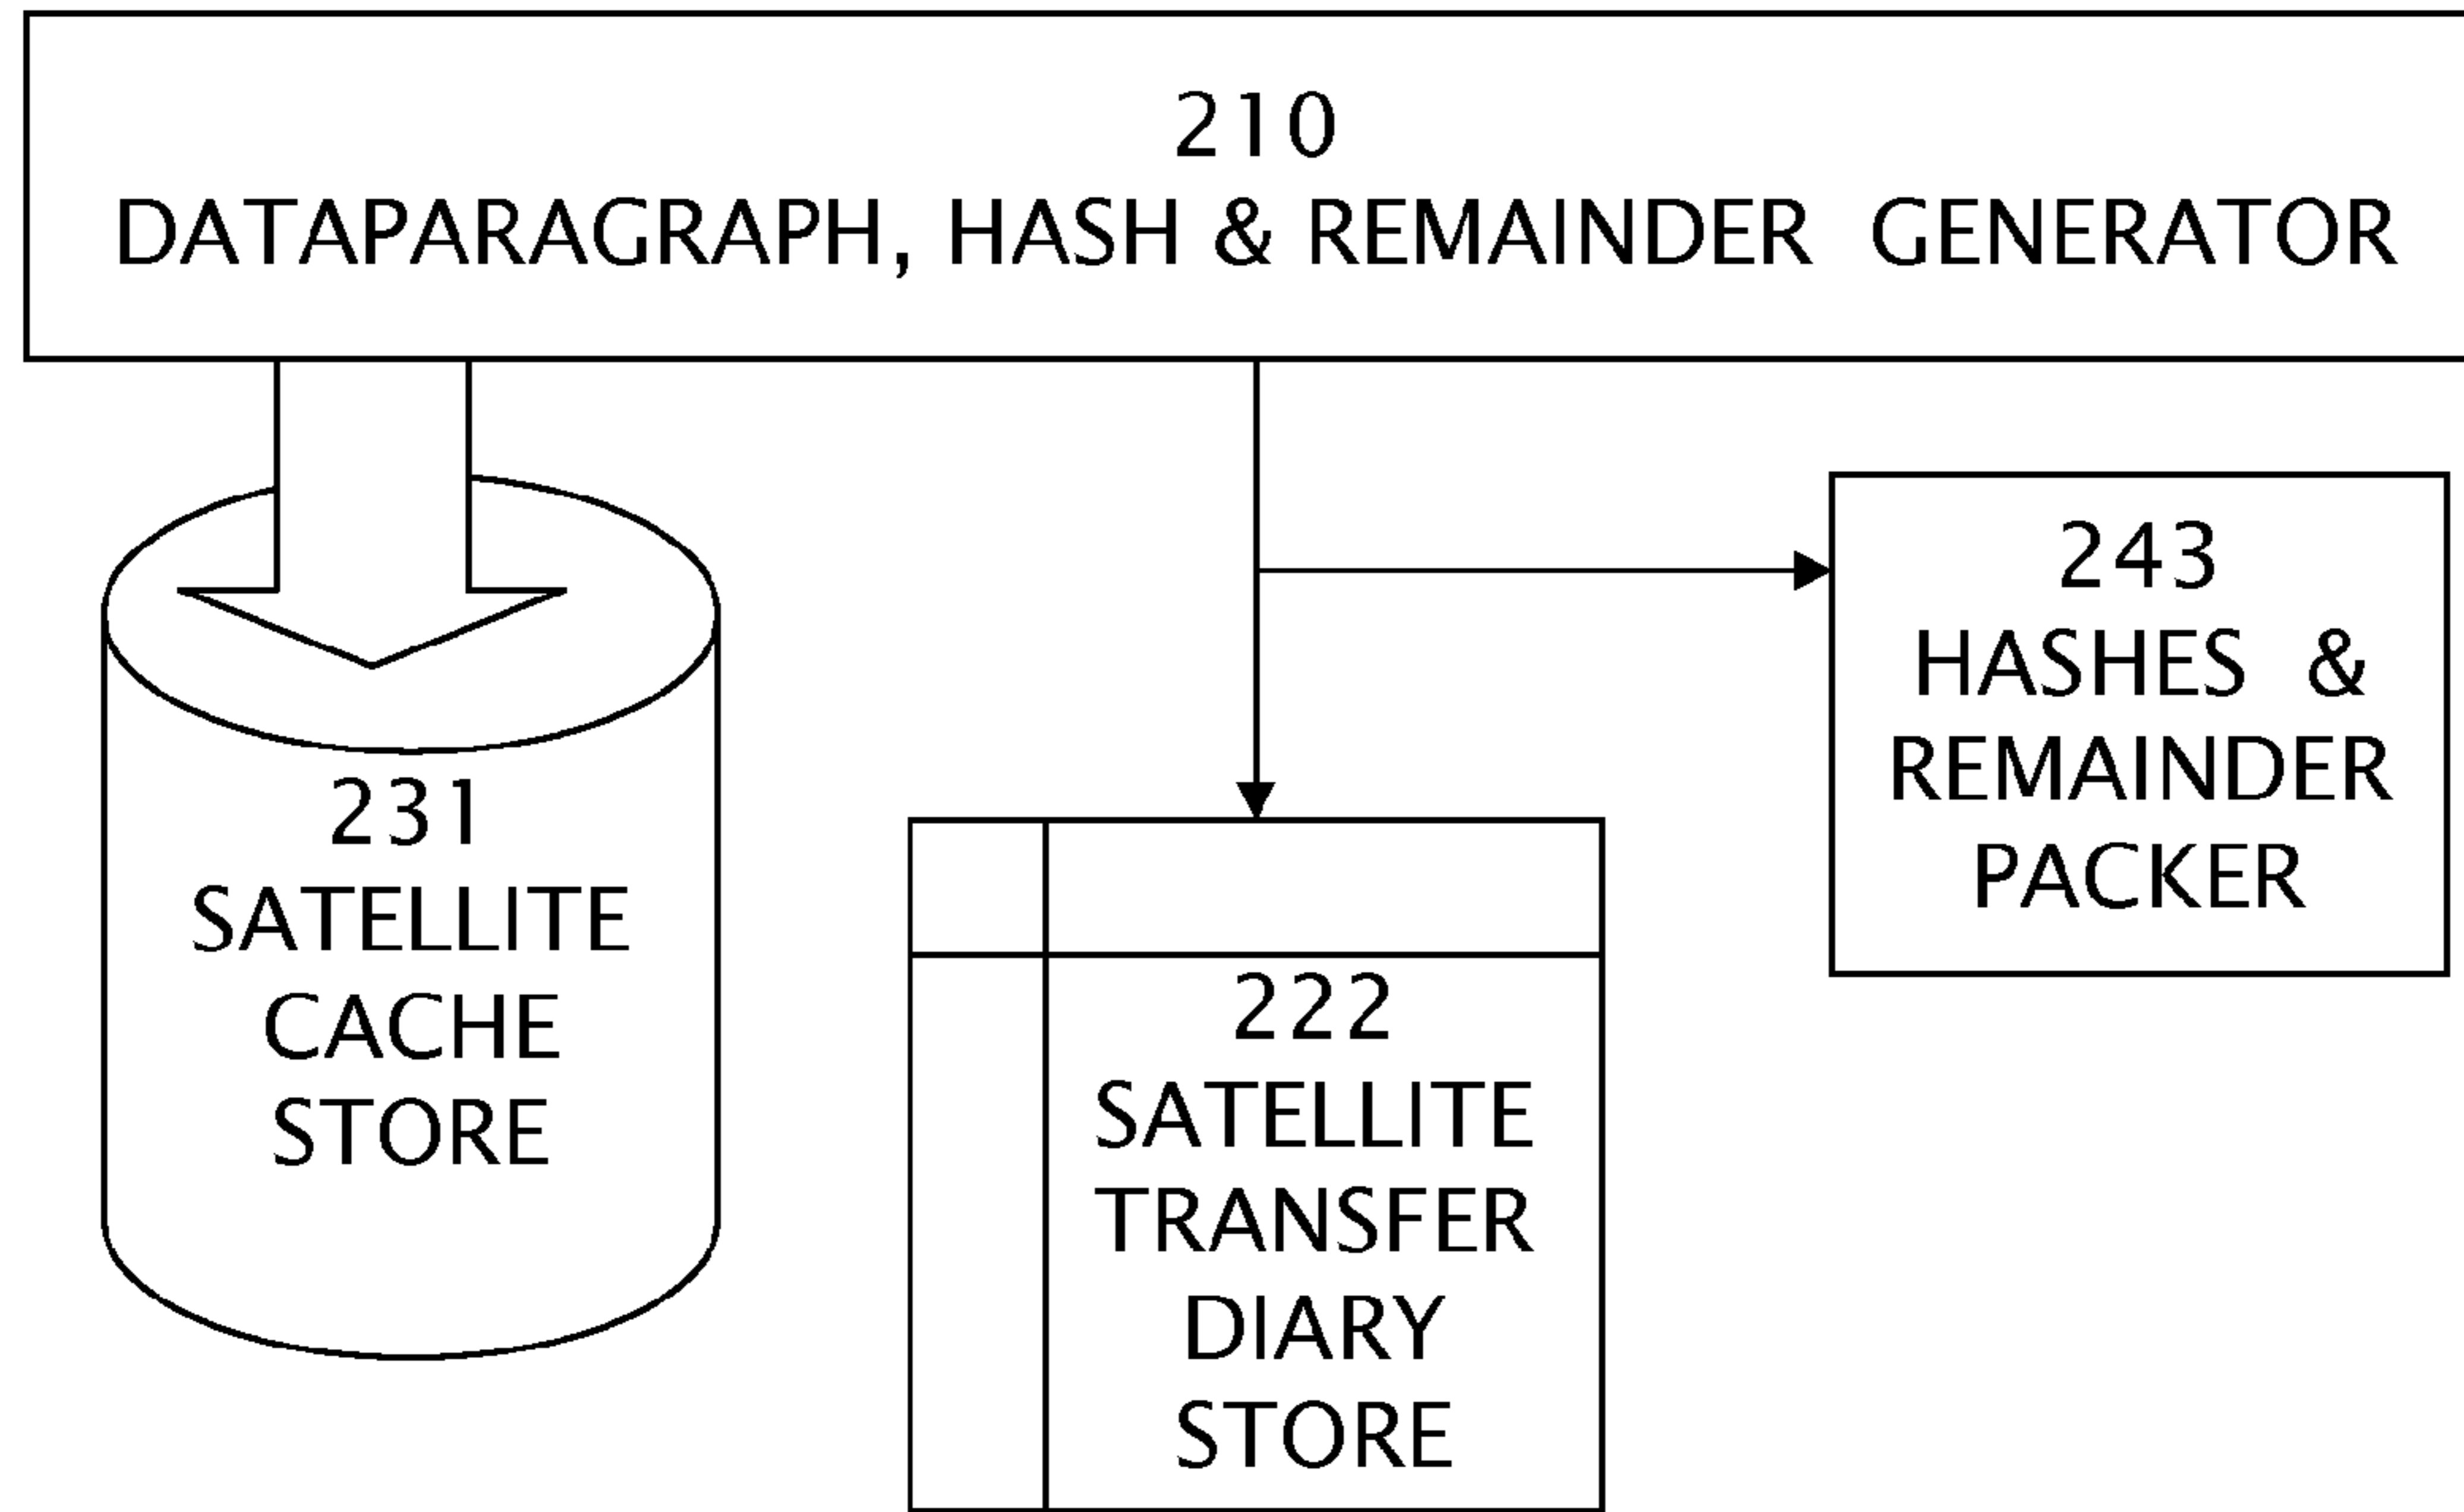 210
DATAPARAGRAPH, HASH & REMAINDER GENERATOR
243
HASHES &
REMAINDER
PACKER
231
SATELLITE
CACHE
STORE
222
SATELLITE
TRANSFER
DIARY
STORE